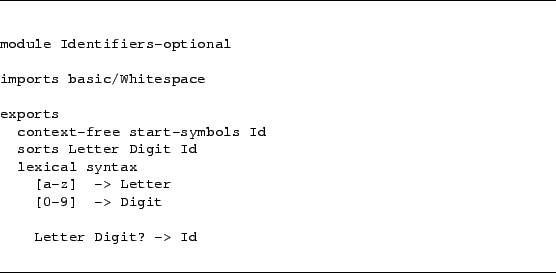 module Identifiers-optional
imports basic/Whitespace
exports
context-free start-symbols Id
sorts Letter Digit Id
lexical syntax
[a-z] -> Letter
[0-9] -> Digit
Letter Digit? -> Id